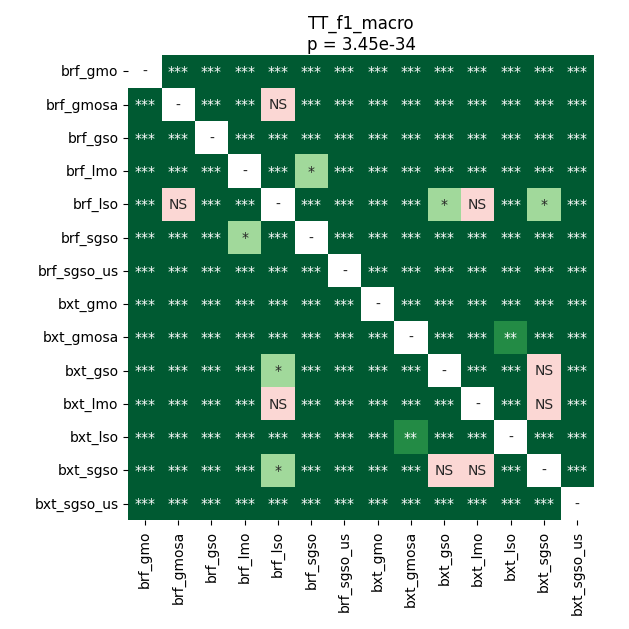 TT_f1_macro
p = 3.45e-34
brf_gmo - *** *** *** *** *** *** *** *** *** *** *** *** ***
brf_gmosa *** - *** *** NS *** *** *** *** *** *** *** *** ***
brf_gso *** *** - *** *** *** *** *** *** *** *** *** *** ***
brf_lmo *** *** *** - *** * *** *** *** *** *** *** *** ***
brf_lso *** NS *** *** - *** *** *** *** * NS *** * ***
brf_sgso *** *** *** * *** - *** *** *** *** *** *** *** ***
brf_sgso_us *** *** *** *** *** *** - *** *** *** *** *** *** ***
bxt_gmo *** *** *** *** *** *** *** - *** *** *** *** *** ***
bxt_gmosa *** *** *** *** *** *** *** *** - *** *** ** *** ***
bxt_gso *** *** *** *** * *** *** *** *** - *** *** NS ***
bxt_lmo *** *** *** *** NS *** *** *** *** *** - *** NS ***
bxt_lso *** *** *** *** *** *** *** *** ** *** *** - *** ***
bxt_sgso *** *** *** *** * *** *** *** *** NS NS *** - ***
bxt_sgso_us *** *** *** *** *** *** *** *** *** *** *** *** *** -
brf_gmo
brf_gmosa
brf_gso
brf_lmo
brf_lso
brf_sgso
brf_sgso_us
bxt_gmo
bxt_gmosa
bxt_gso
bxt_lmo
bxt_lso
bxt_sgso
bxt_sgso_us